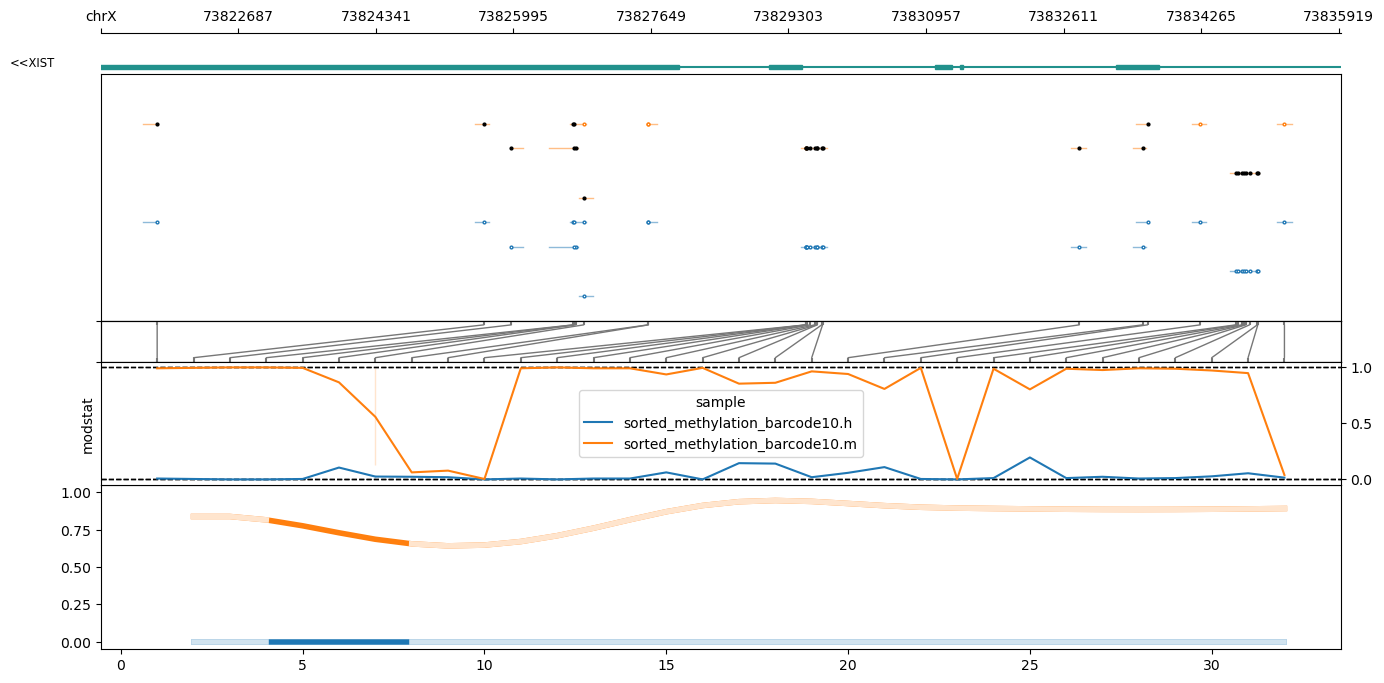 chrX 73822687 73824341 73825995 73827649 73829303 73830957 73832611 73834265 73835919
<<XIST
modstat
1.0
0.5
0.0
sample
sorted_methylation_barcode10.h
sorted_methylation_barcode10.m
1.00
0.75
0.50
0.25
0.00
0 5 10 15 20 25 30